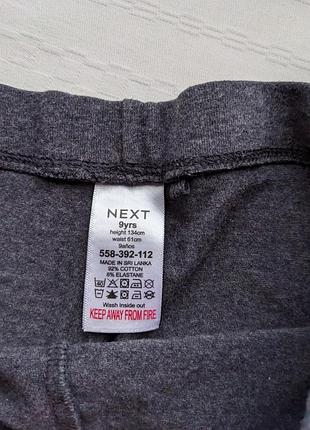 NEXT
9yrs
height 134cm
waist 61cm
9años
558-392-112
MADE IN SRI LANKA
92% COTTON
8% ELASTANE
Wash inside out
KEEP AWAY FROM FIRE